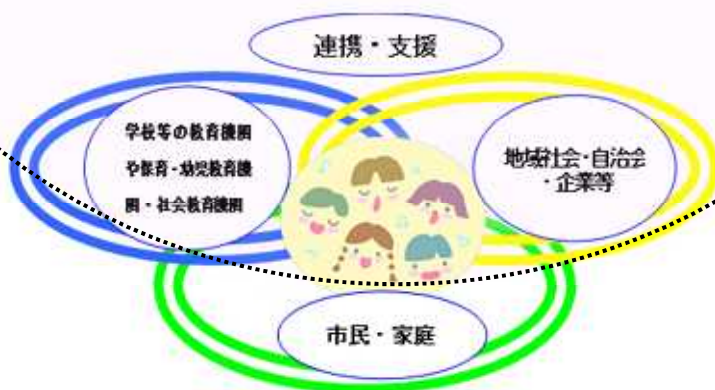 連携・支援
学校等の教育機関
や保育・幼児教育機
関・社会教育機関
地域社会・自治会
・企業等
市民・家庭